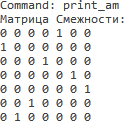 Command: print_am
Матрица Смежности:
0 0 0 0 1 0 0
1 0 0 0 0 0 0
0 0 0 1 0 0 0
0 0 0 0 0 1 0
0 0 0 0 0 0 1
0 0 1 0 0 0 0
0 1 0 0 0 0 0